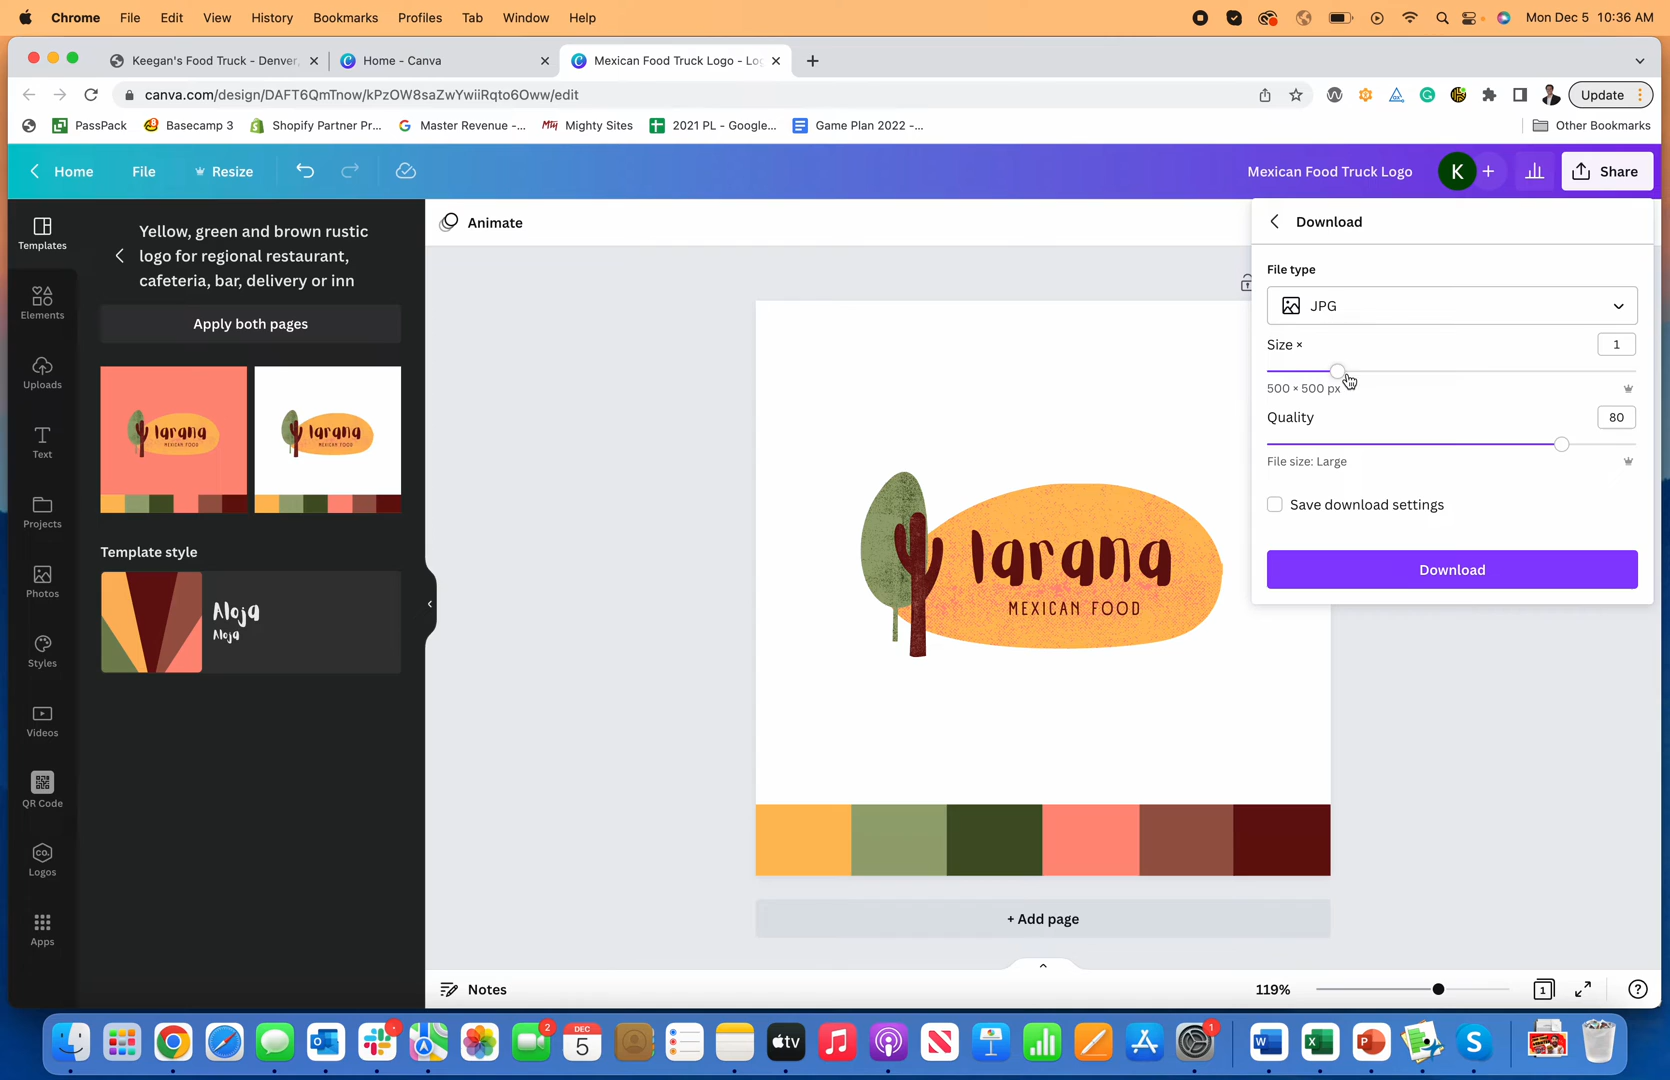 Chrome File Edit View History Bookmarks Profiles Tab Window Help Mon Dec 5 10:36 AM
Keegan's Food Truck - Denver, Home - Canva Mexican Food Truck Logo - Lo
canva.com/design/DAFT6QmTnow/kPzOW8saZwYwiiRqto6Oww/edit Update
PassPack Basecamp 3 Shopify Partner Pr... Master Revenue -... Mighty Sites 2021 PL - Google... Game Plan 2022 -... Other Bookmarks
Home File Resize Mexican Food Truck Logo K + Share
Templates
Elements
Uploads
Text
Projects
Photos
Styles
Videos
QR Code
CO.
Logos
Apps
Yellow, green and brown rustic
logo for regional restaurant,
cafeteria, bar, delivery or inn
Apply both pages
larana
MEXICAN FOOD
larana
MEXICAN FOOD
Template style
Aloja
Aloja
Animate
larana
MEXICAN FOOD
+ Add page
Notes 119% 1 ?
Download
File type
JPG
Size × 1
500 × 500 px
Quality 80
File size: Large
Save download settings
Download
2 DEC 5 tv 1 W X P S